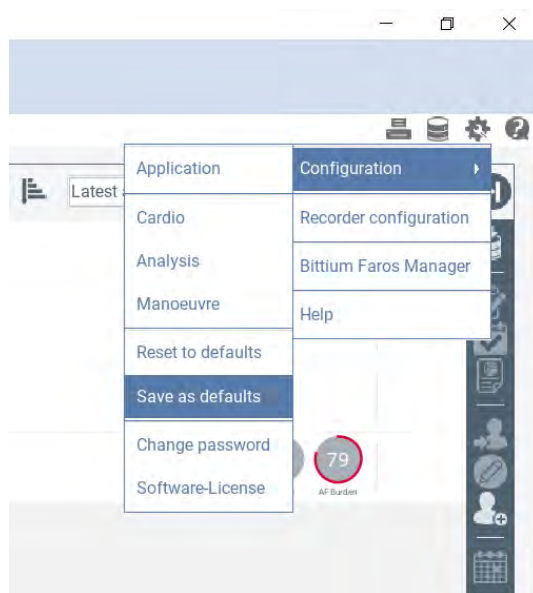 Latest
Application
Cardio
Analysis
Manoeuvre
Reset to defaults
Save as defaults
Change password
Software-License
Configuration
Recorder configuration
Bittium Faros Manager
Help
79
AF Burden